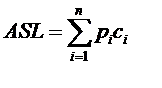 ASL = \sum_{i=1}^{n} p_i c_i